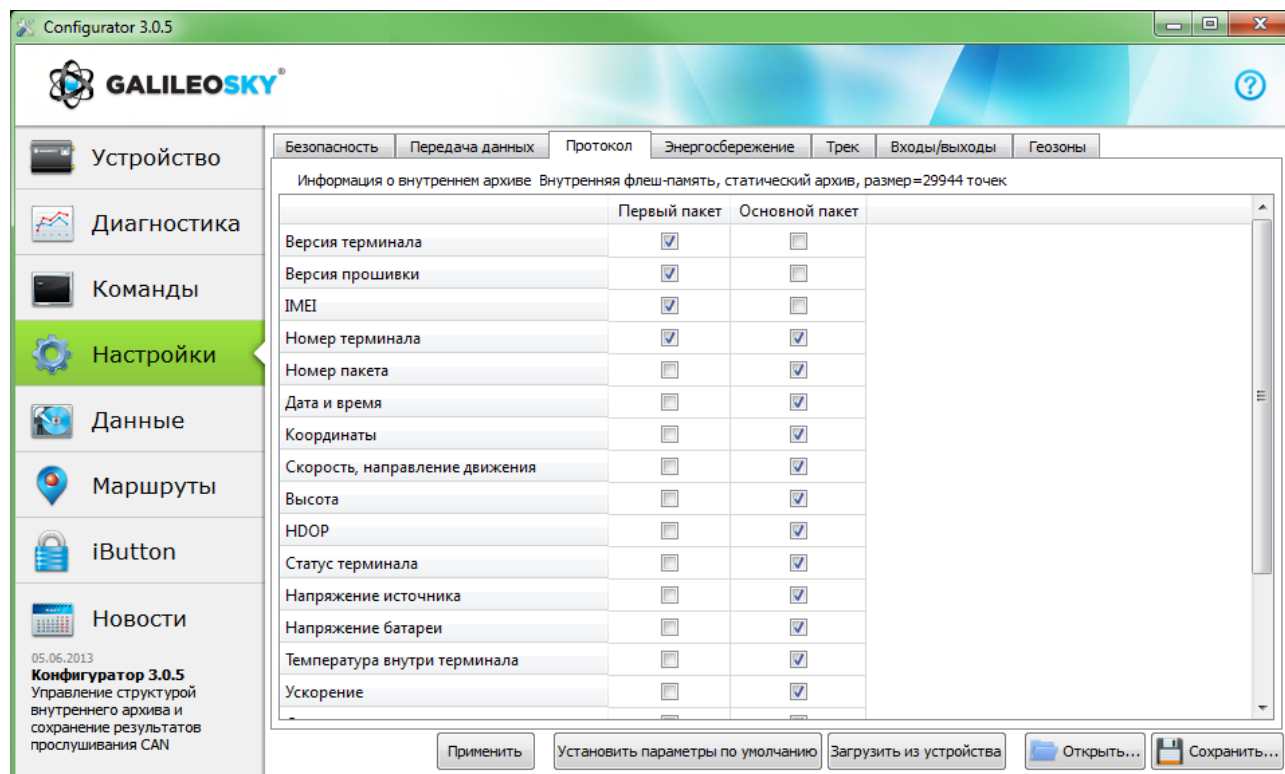 Configurator 3.0.5
GALILEOSKY®
?
Устройство
Диагностика
Команды
Настройки
Данные
Маршруты
iButton
Новости
05.06.2013
Конфигуратор 3.0.5
Управление структурой
внутреннего архива и
сохранение результатов
прослушивания CAN
Безопасность Передача данных Протокол Энергосбережение Трек Входы/выходы Геозоны
Информация о внутреннем архиве Внутренняя флеш-память, статический архив, размер=29944 точек
Первый пакет Основной пакет
Версия терминала
Версия прошивки
IMEI
Номер терминала
Номер пакета
Дата и время
Координаты
Скорость, направление движения
Высота
HDOP
Статус терминала
Напряжение источника
Напряжение батареи
Температура внутри терминала
Ускорение
Применить Установить параметры по умолчанию Загрузить из устройства Открыть... Сохранить...